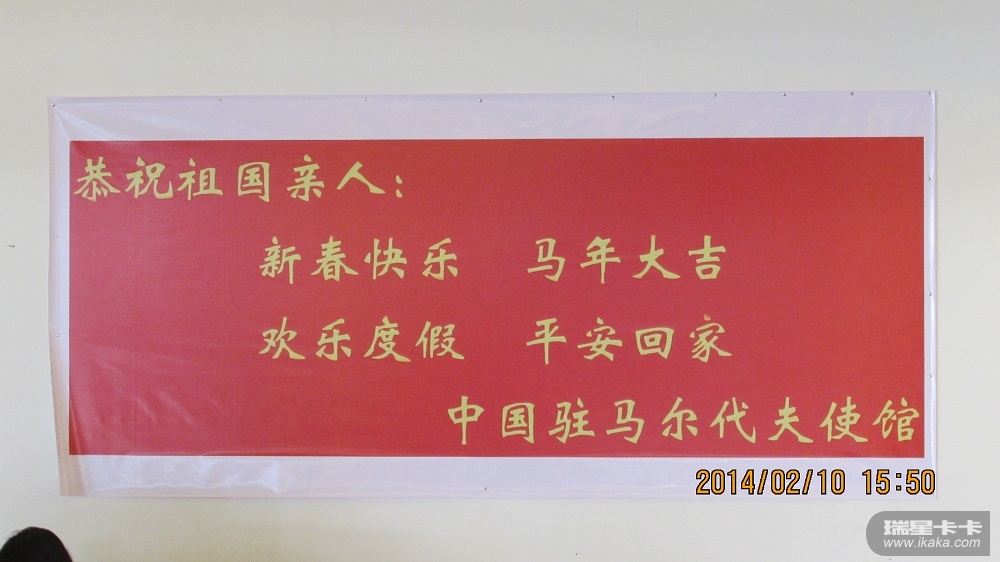 恭祝祖国亲人：
新春快乐 马年大吉
欢乐度假 平安回家
中国驻马尔代夫使馆
2014/02/10 15:50
瑞星卡卡
www.ikaka.com